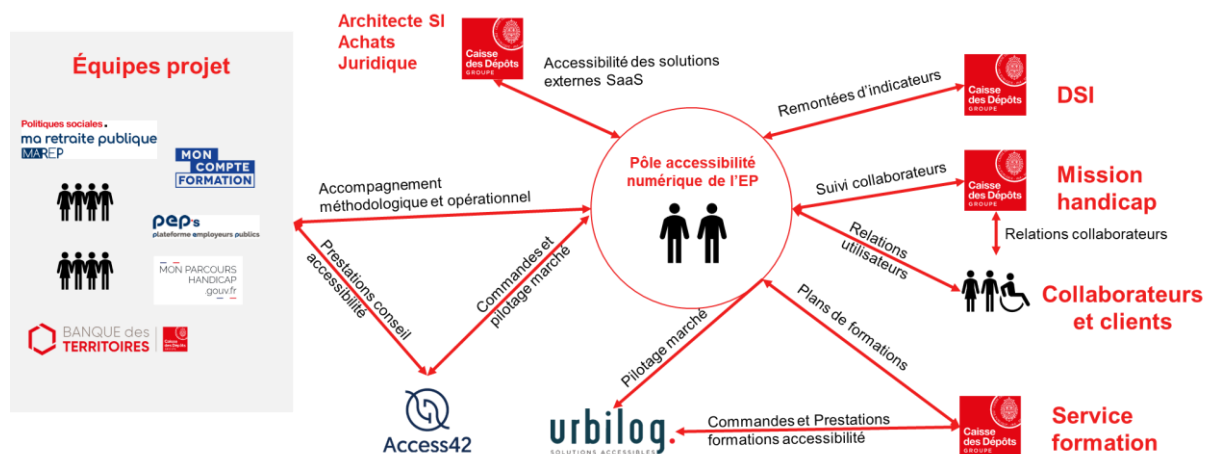 Équipes projet
Politiques sociales.
ma retraite publique
MAREP
MON
COMPTE
FORMATION
pep's
plateforme employeurs publics
MON PARCOURS
HANDICAP
.gouv.fr
BANQUE des
TERRITOIRES
Caisse
des Dépôts
GROUPE
Architecte SI
Achats
Juridique
Caisse
des Dépôts
GROUPE
Accessibilité des solutions
externes SaaS
Accompagnement
méthodologique et opérationnel
Prestations conseil
accessibilité
Commandes et
pilotage marché
Access42
Pôle accessibilité
numérique de l'EP
Pilotage marché
urbilog.
SOLUTIONS ACCESSIBLES
Commandes et Prestations
formations accessibilité
Plans de formations
Remontées d'indicateurs
Caisse
des Dépôts
GROUPE
DSI
Suivi collaborateurs
Caisse
des Dépôts
GROUPE
Mission
handicap
Relations collaborateurs
Relations
utilisateurs
Collaborateurs
et clients
Caisse
des Dépôts
GROUPE
Service
formation